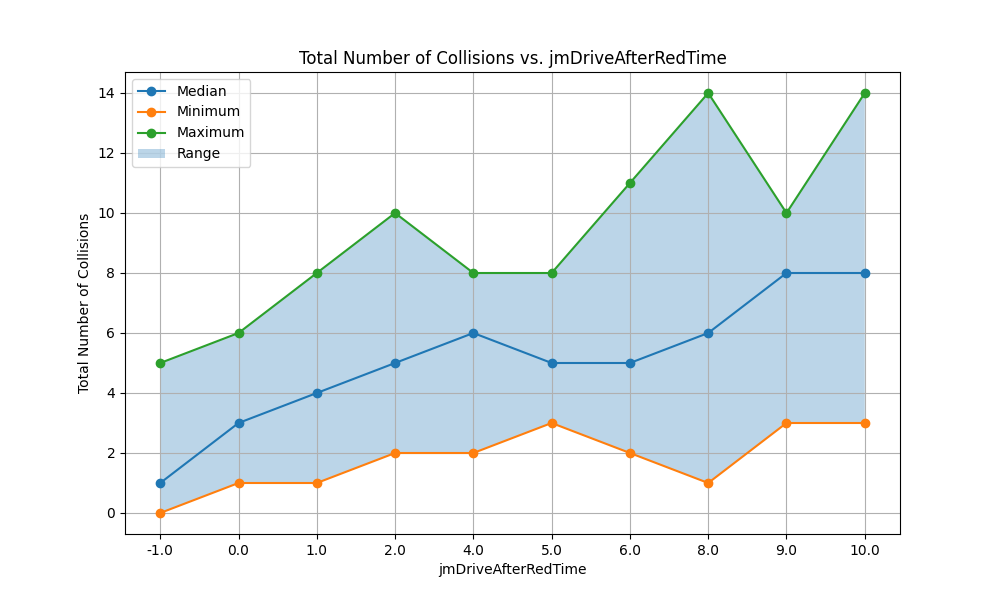 Total Number of Collisions vs. jmDriveAfterRedTime
Median
Minimum
Maximum
Range
Total Number of Collisions
14
12
10
8
6
4
2
0
-1.0 0.0 1.0 2.0 4.0 5.0 6.0 8.0 9.0 10.0
jmDriveAfterRedTime